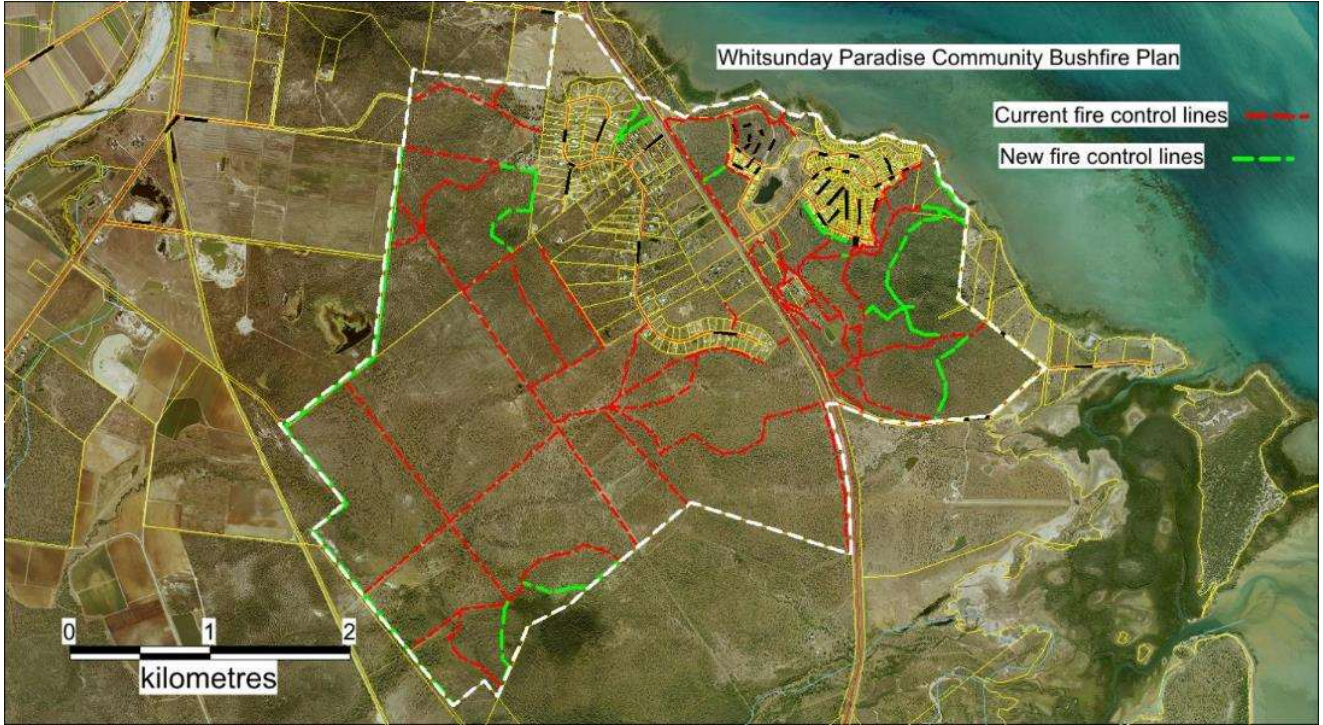 Whitsunday Paradise Community Bushfire Plan
Current fire control lines
New fire control lines
0 1 2
kilometres